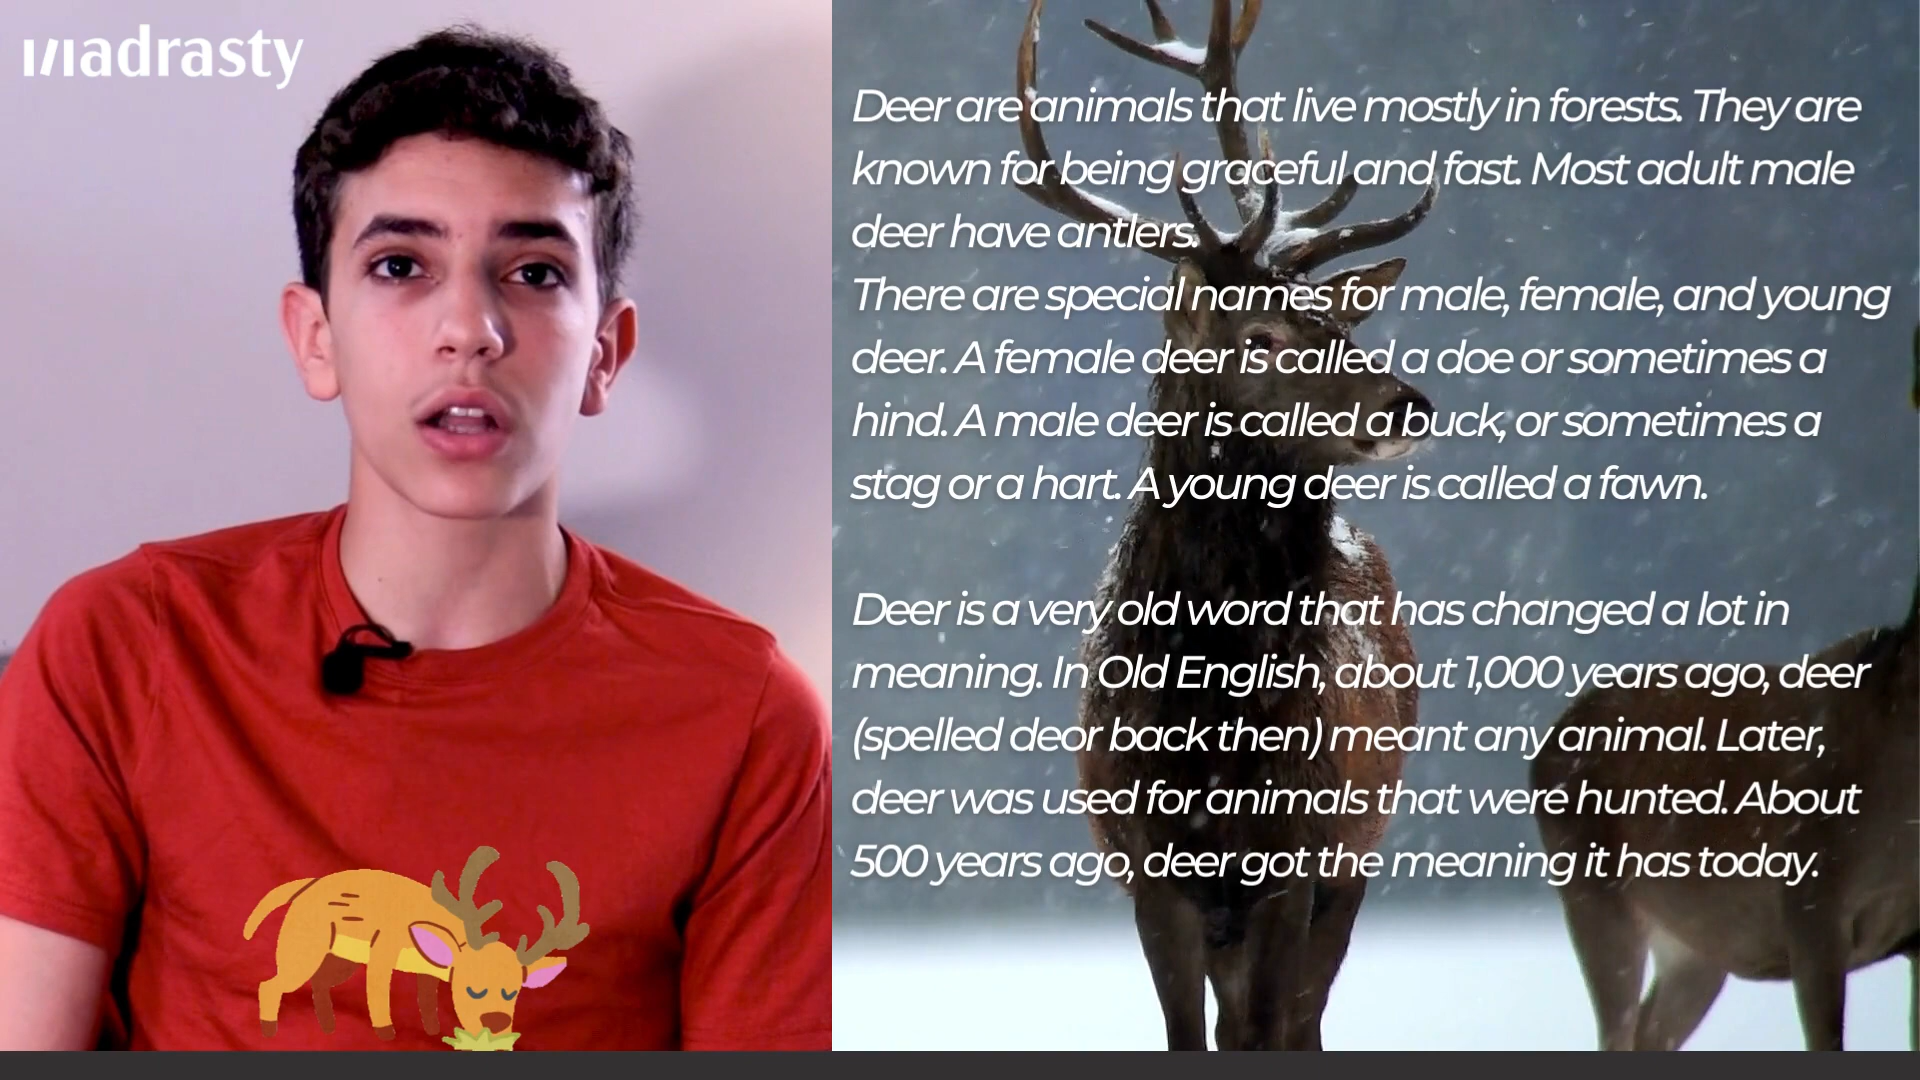 madrasty
Deer are animals that live mostly in forests. They are
known for being graceful and fast. Most adult male
deer have antlers.
There are special names for male, female, and young
deer. A female deer is called a doe or sometimes a
hind. A male deer is called a buck, or sometimes a
stag or a hart. A young deer is called a fawn.
Deer is a very old word that has changed a lot in
meaning. In Old English, about 1,000 years ago, deer
(spelled deor back then) meant any animal. Later,
deer was used for animals that were hunted. About
500 years ago, deer got the meaning it has today.